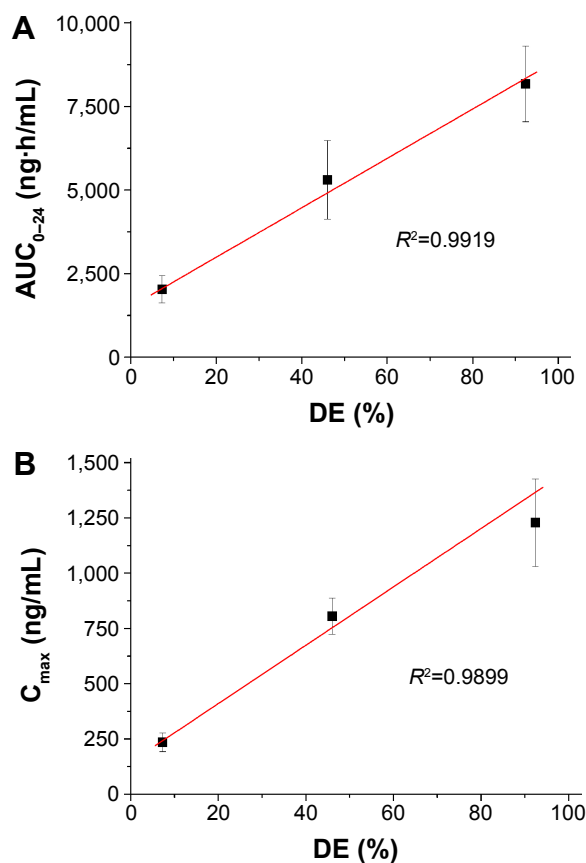 A
10,000
7,500
5,000
2,500
0
AUC0–24 (ng·h/mL)
R²=0.9919
0 20 40 60 80 100
DE (%)
B
1,500
1,250
1,000
750
500
250
0
Cmax (ng/mL)
R²=0.9899
0 20 40 60 80 100
DE (%)